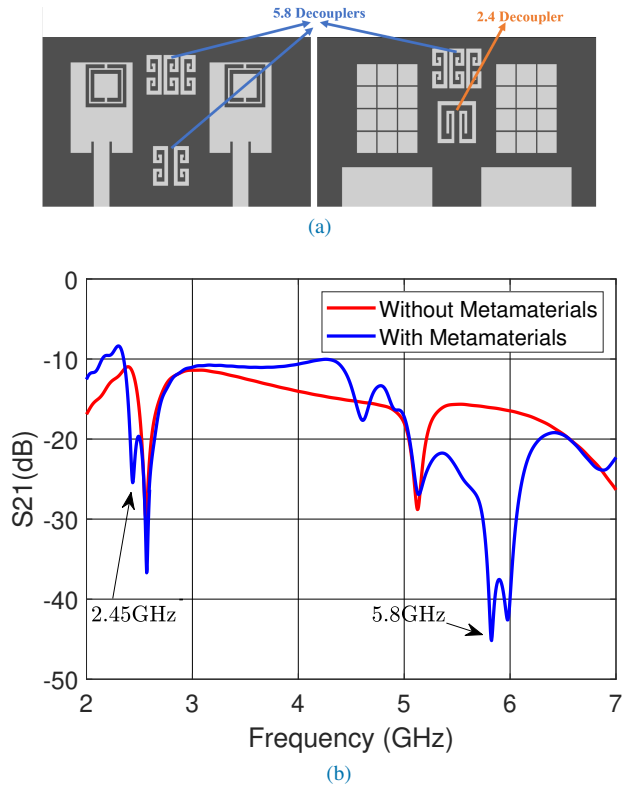 5.8 Decouplers
2.4 Decoupler
(a)
0
-10
-20
-30
-40
-50
S21(dB)
Without Metamaterials
With Metamaterials
2.45GHz
5.8GHz
2 3 4 5 6 7
Frequency (GHz)
(b)